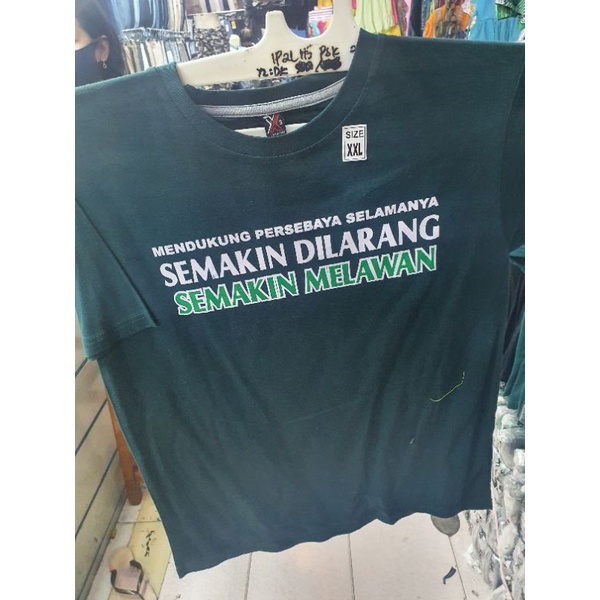 SIZE
XXL
MENDUKUNG PERSEBAYA SELAMANYA
SEMAKIN DILARANG
SEMAKIN MELAWAN